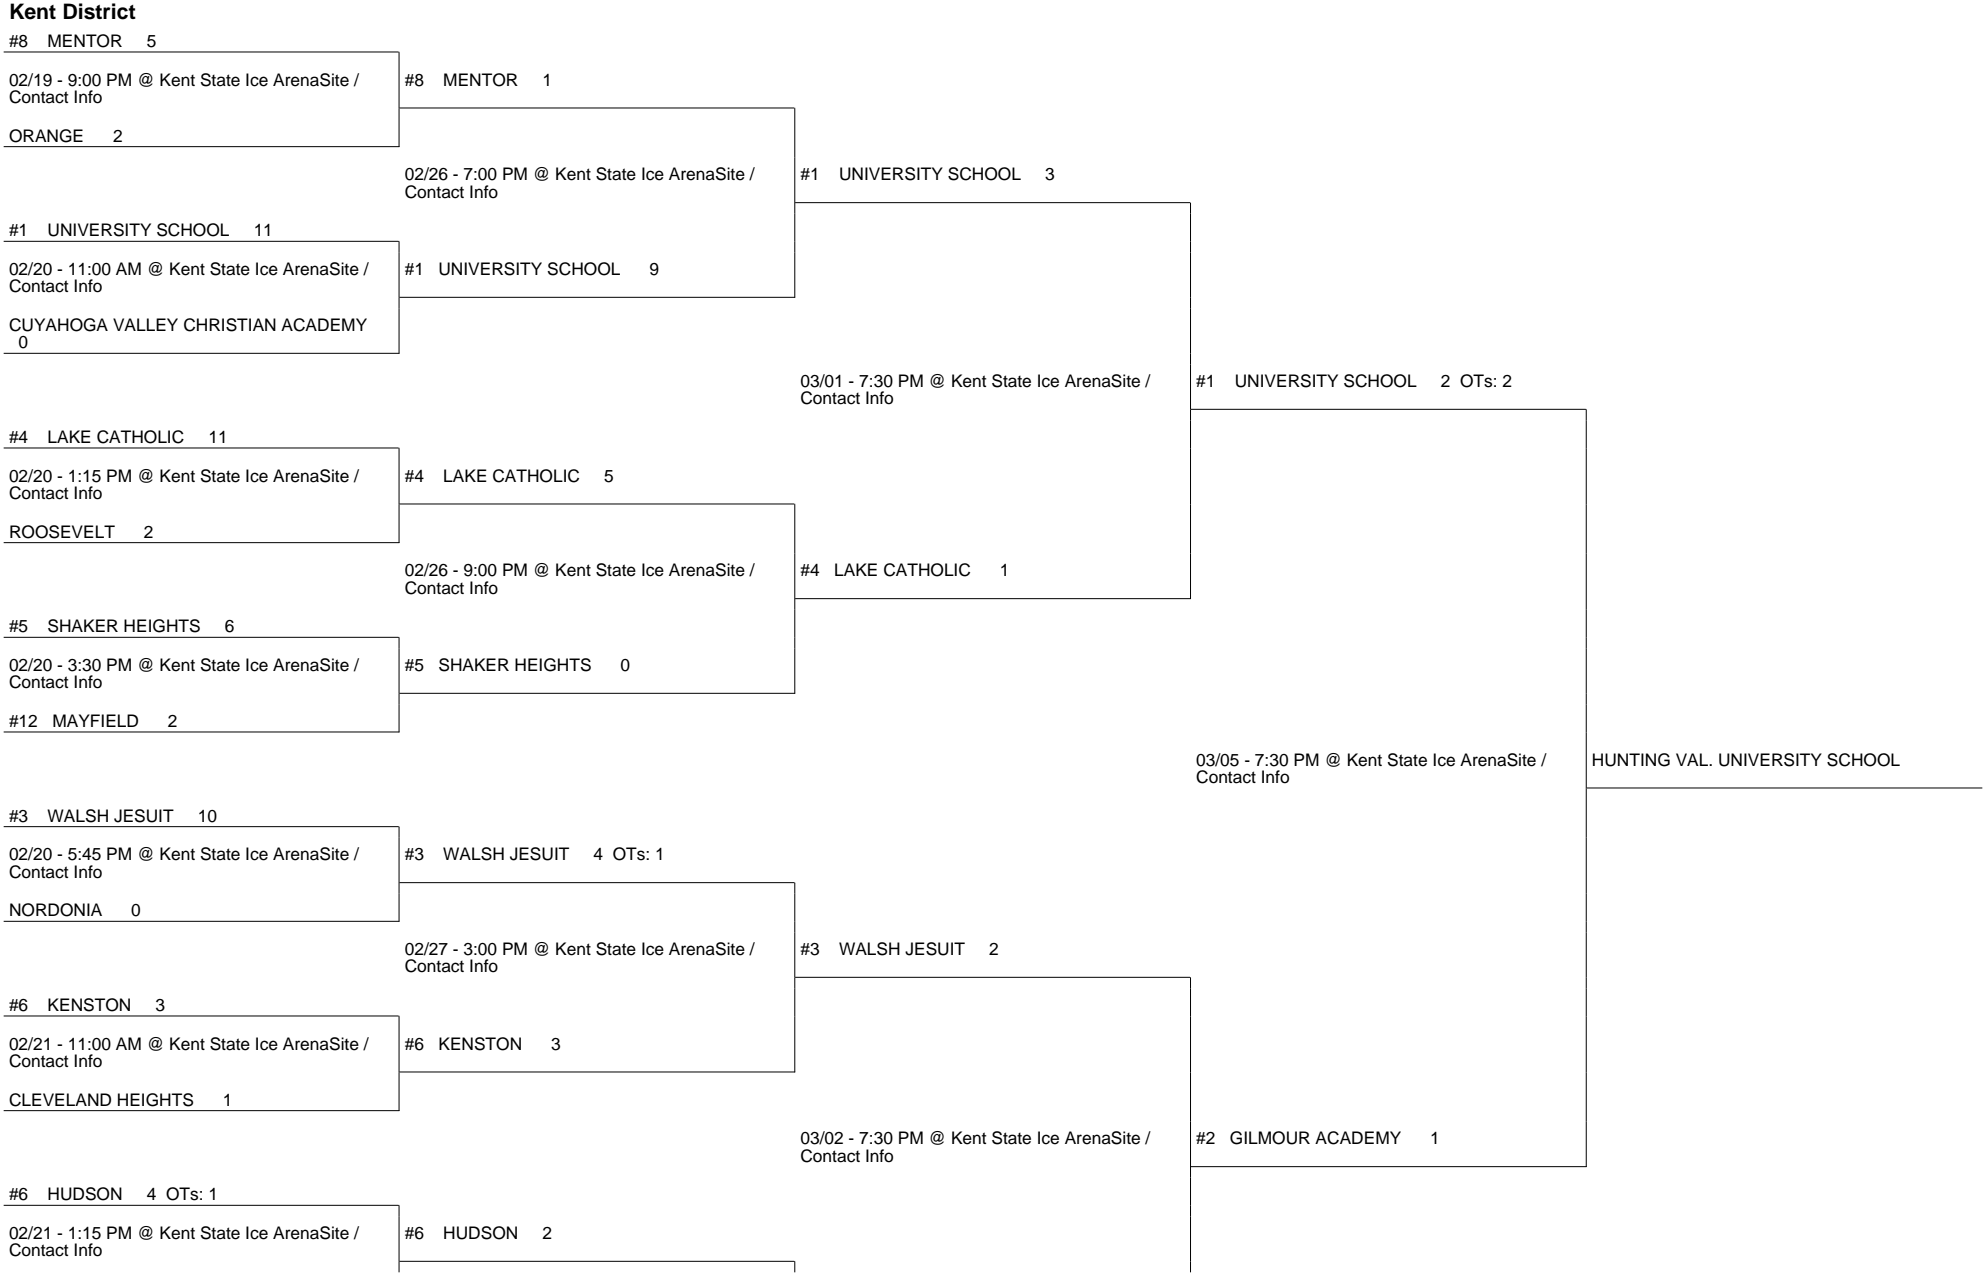 Kent District
#8 MENTOR 5
02/19 - 9:00 PM @ Kent State Ice ArenaSite /
Contact Info
ORANGE 2
#8 MENTOR 1
02/26 - 7:00 PM @ Kent State Ice ArenaSite /
Contact Info
#1 UNIVERSITY SCHOOL 3
#1 UNIVERSITY SCHOOL 11
02/20 - 11:00 AM @ Kent State Ice ArenaSite /
Contact Info
CUYAHOGA VALLEY CHRISTIAN ACADEMY
0
#1 UNIVERSITY SCHOOL 9
03/01 - 7:30 PM @ Kent State Ice ArenaSite /
Contact Info
#1 UNIVERSITY SCHOOL 2 OTs: 2
#4 LAKE CATHOLIC 11
02/20 - 1:15 PM @ Kent State Ice ArenaSite /
Contact Info
ROOSEVELT 2
#4 LAKE CATHOLIC 5
02/26 - 9:00 PM @ Kent State Ice ArenaSite /
Contact Info
#4 LAKE CATHOLIC 1
#5 SHAKER HEIGHTS 6
02/20 - 3:30 PM @ Kent State Ice ArenaSite /
Contact Info
#12 MAYFIELD 2
#5 SHAKER HEIGHTS 0
03/05 - 7:30 PM @ Kent State Ice ArenaSite /
Contact Info
HUNTING VAL. UNIVERSITY SCHOOL
#3 WALSH JESUIT 10
02/20 - 5:45 PM @ Kent State Ice ArenaSite /
Contact Info
NORDONIA 0
#3 WALSH JESUIT 4 OTs: 1
02/27 - 3:00 PM @ Kent State Ice ArenaSite /
Contact Info
#3 WALSH JESUIT 2
#6 KENSTON 3
02/21 - 11:00 AM @ Kent State Ice ArenaSite /
Contact Info
CLEVELAND HEIGHTS 1
#6 KENSTON 3
03/02 - 7:30 PM @ Kent State Ice ArenaSite /
Contact Info
#2 GILMOUR ACADEMY 1
#6 HUDSON 4 OTs: 1
02/21 - 1:15 PM @ Kent State Ice ArenaSite /
Contact Info
#6 HUDSON 2